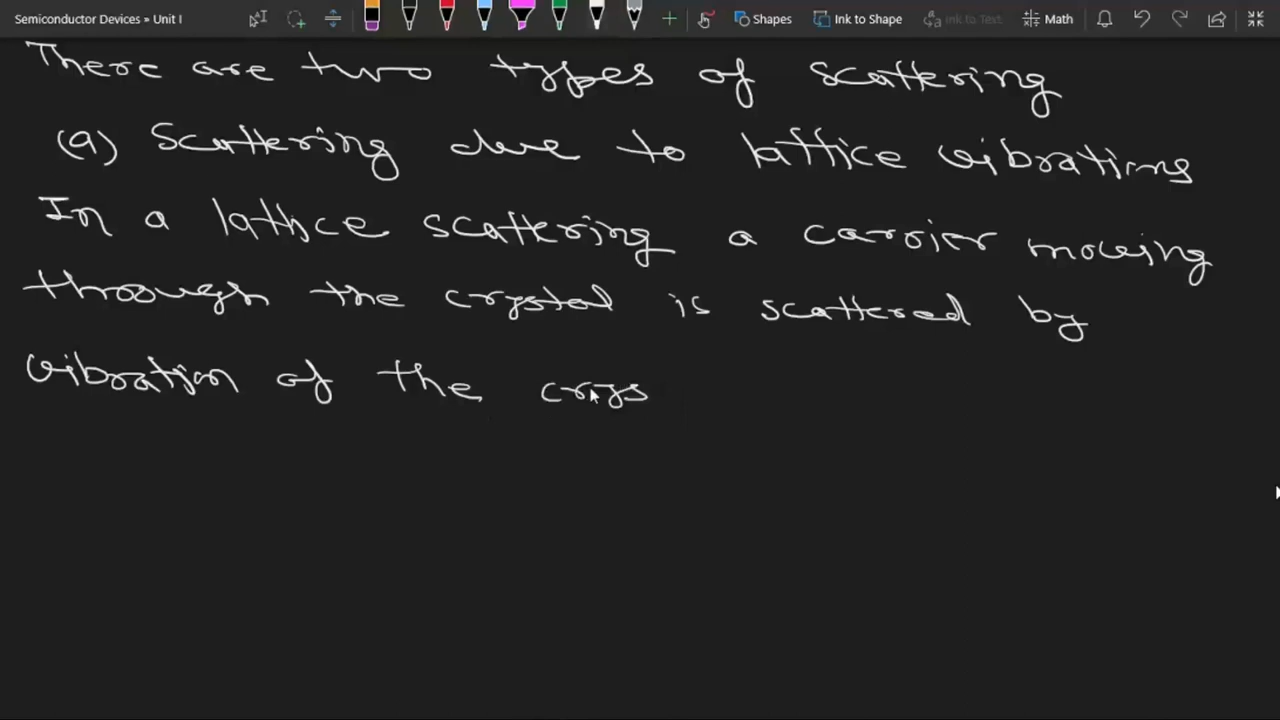 Semiconductor Devices » Unit I
Shapes
Ink to Shape
Ink to Text
Math
There are two types of scattering
(a) Scattering due to lattice vibrations
In a lattice scattering a carrier moving
through the crystal is scattered by
vibration of the crys